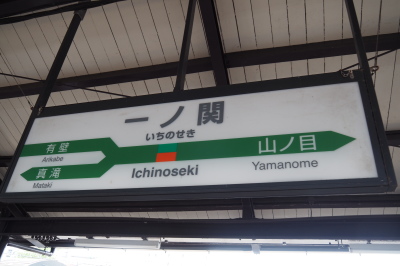 一ノ関
いちのせき
有壁
Arikabe
真滝
Mataki
Ichinoseki
山ノ目
Yamanome